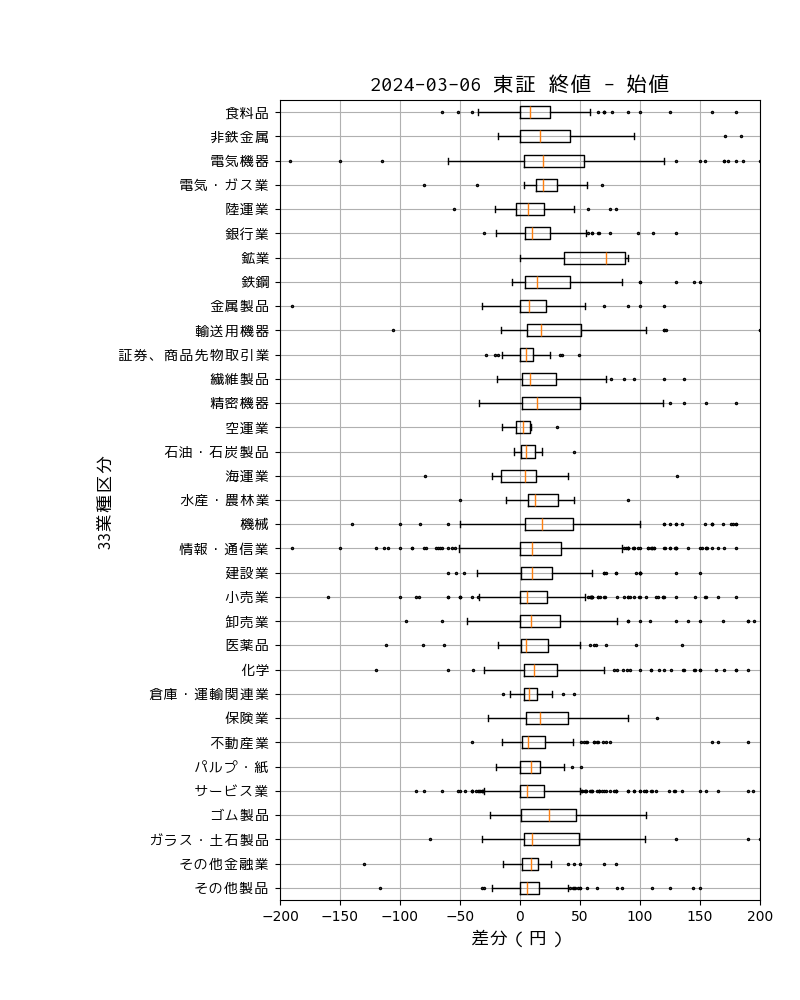 2024-03-06 東証 終値 - 始値
食料品
非鉄金属
電気機器
電気・ガス業
陸運業
銀行業
鉱業
鉄鋼
金属製品
輸送用機器
証券、商品先物取引業
繊維製品
精密機器
空運業
石油・石炭製品
海運業
水産・農林業
機械
情報・通信業
建設業
小売業
卸売業
医薬品
化学
倉庫・運輸関連業
保険業
不動産業
パルプ・紙
サービス業
ゴム製品
ガラス・土石製品
その他金融業
その他製品
33業種区分
−200 −150 −100 −50 0 50 100 150 200
差分（円）